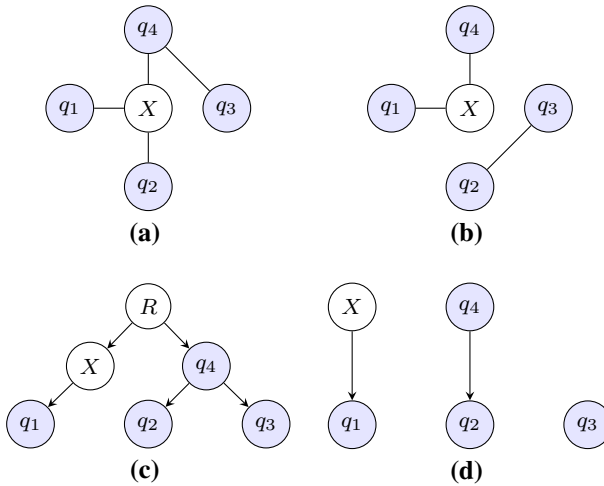 q4 q4
q1 X q3 q1 X q3
q2 q2
(a) (b)
R X q4
X q4
q1 q2 q3 q1 q2 q3
(c) (d)